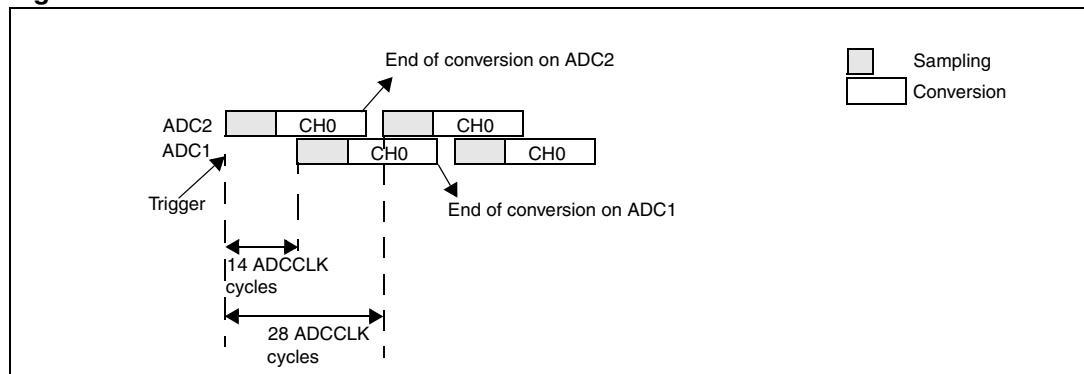 End of conversion on ADC2
Sampling
Conversion
ADC2
CH0
CH0
ADC1
CH0
CH0
Trigger
End of conversion on ADC1
14 ADCCLK
cycles
28 ADCCLK
cycles